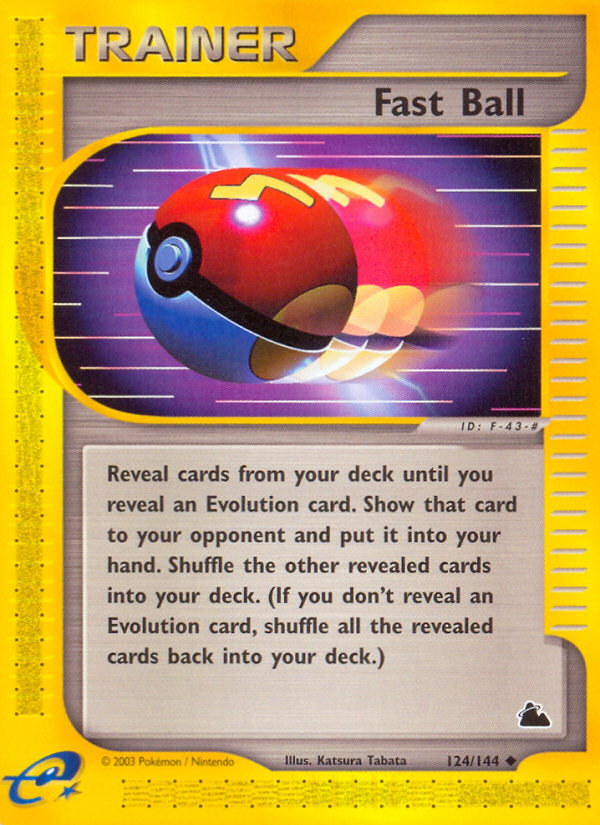 TRAINER
Fast Ball
ID: F-43-#
Reveal cards from your deck until you
reveal an Evolution card. Show that card
to your opponent and put it into your
hand. Shuffle the other revealed cards
into your deck. (If you don't reveal an
Evolution card, shuffle all the revealed
cards back into your deck.)
© 2003 Pokémon / Nintendo Illus. Katsura Tabata 124/144 ◆
e